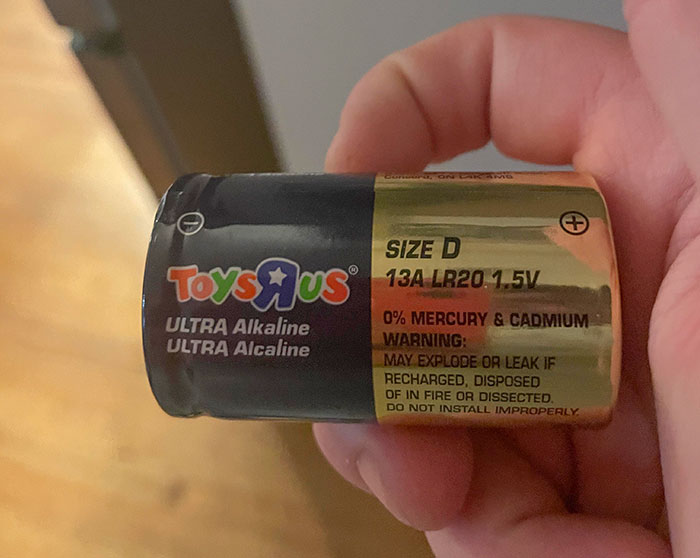 −
ToysЯus®
ULTRA Alkaline
ULTRA Alcaline
+
SIZE D
13A LR20 1.5V
0% MERCURY & CADMIUM
WARNING:
MAY EXPLODE OR LEAK IF
RECHARGED, DISPOSED
OF IN FIRE OR DISSECTED.
DO NOT INSTALL IMPROPERLY.